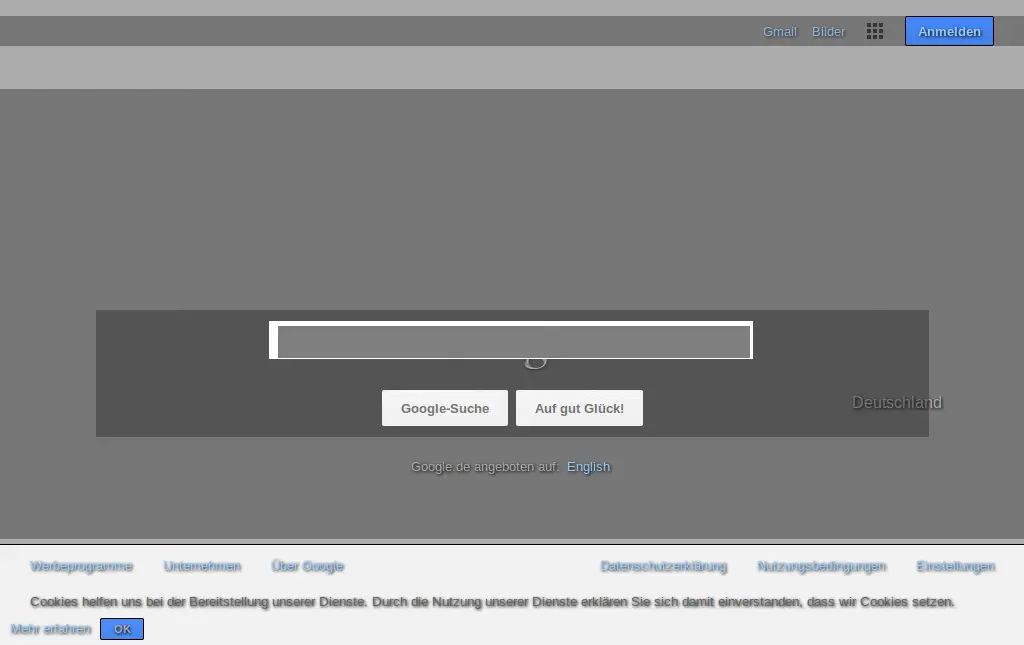 Gmail Bilder Anmelden
Google-Suche Auf gut Glück!
Deutschland
Google.de angeboten auf: English
Werbeprogramme Unternehmen Über Google Datenschutzerklärung Nutzungsbedingungen Einstellungen
Cookies helfen uns bei der Bereitstellung unserer Dienste. Durch die Nutzung unserer Dienste erklären Sie sich damit einverstanden, dass wir Cookies setzen.
Mehr erfahren OK